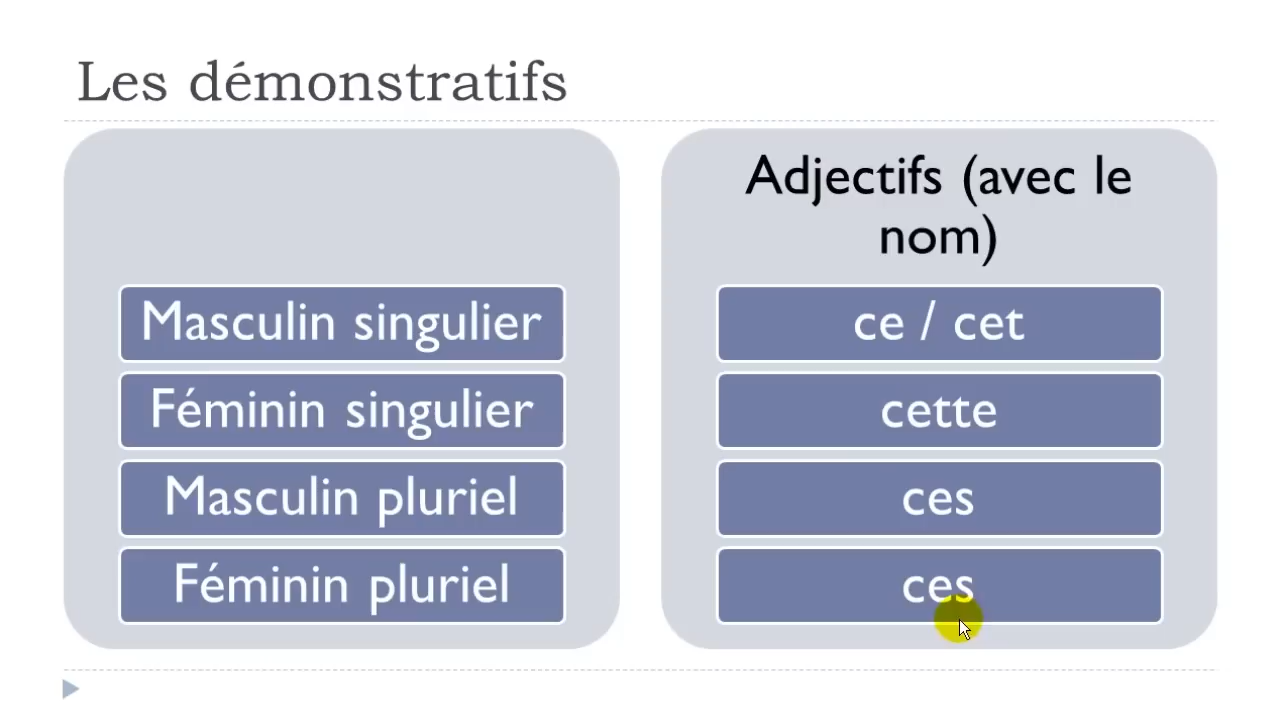 Les démonstratifs
Adjectifs (avec le
nom)
Masculin singulier
ce / cet
Féminin singulier
cette
Masculin pluriel
ces
Féminin pluriel
ces